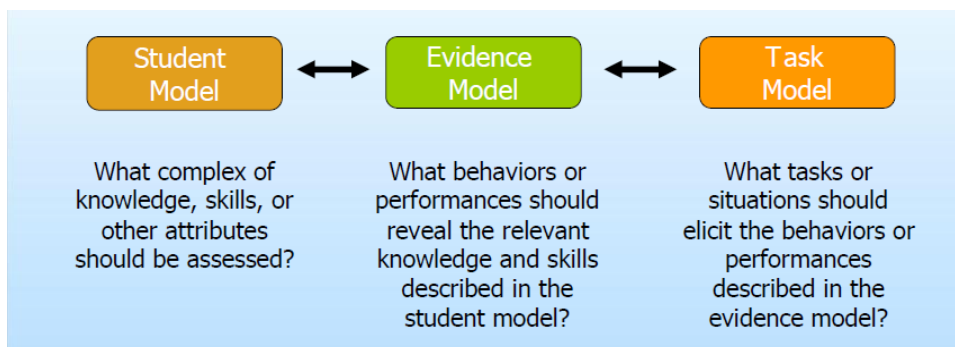 Student
Model
Evidence
Model
Task
Model
What complex of
knowledge, skills, or
other attributes
should be assessed?
What behaviors or
performances should
reveal the relevant
knowledge and skills
described in the
student model?
What tasks or
situations should
elicit the behaviors or
performances
described in the
evidence model?